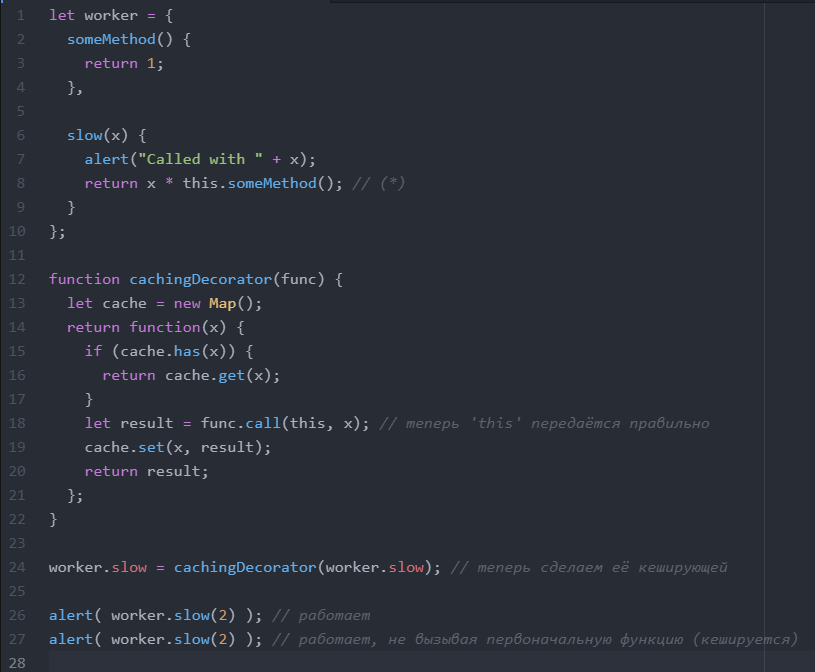 1 let worker = {
2   someMethod() {
3     return 1;
4   },
5
6   slow(x) {
7     alert("Called with " + x);
8     return x * this.someMethod(); // (*)
9   }
10 };
11
12 function cachingDecorator(func) {
13   let cache = new Map();
14   return function(x) {
15     if (cache.has(x)) {
16       return cache.get(x);
17     }
18     let result = func.call(this, x); // теперь 'this' передаётся правильно
19     cache.set(x, result);
20     return result;
21   };
22 }
23
24 worker.slow = cachingDecorator(worker.slow); // теперь сделаем её кеширующей
25
26 alert( worker.slow(2) ); // работает
27 alert( worker.slow(2) ); // работает, не вызывая первоначальную функцию (кешируется)
28